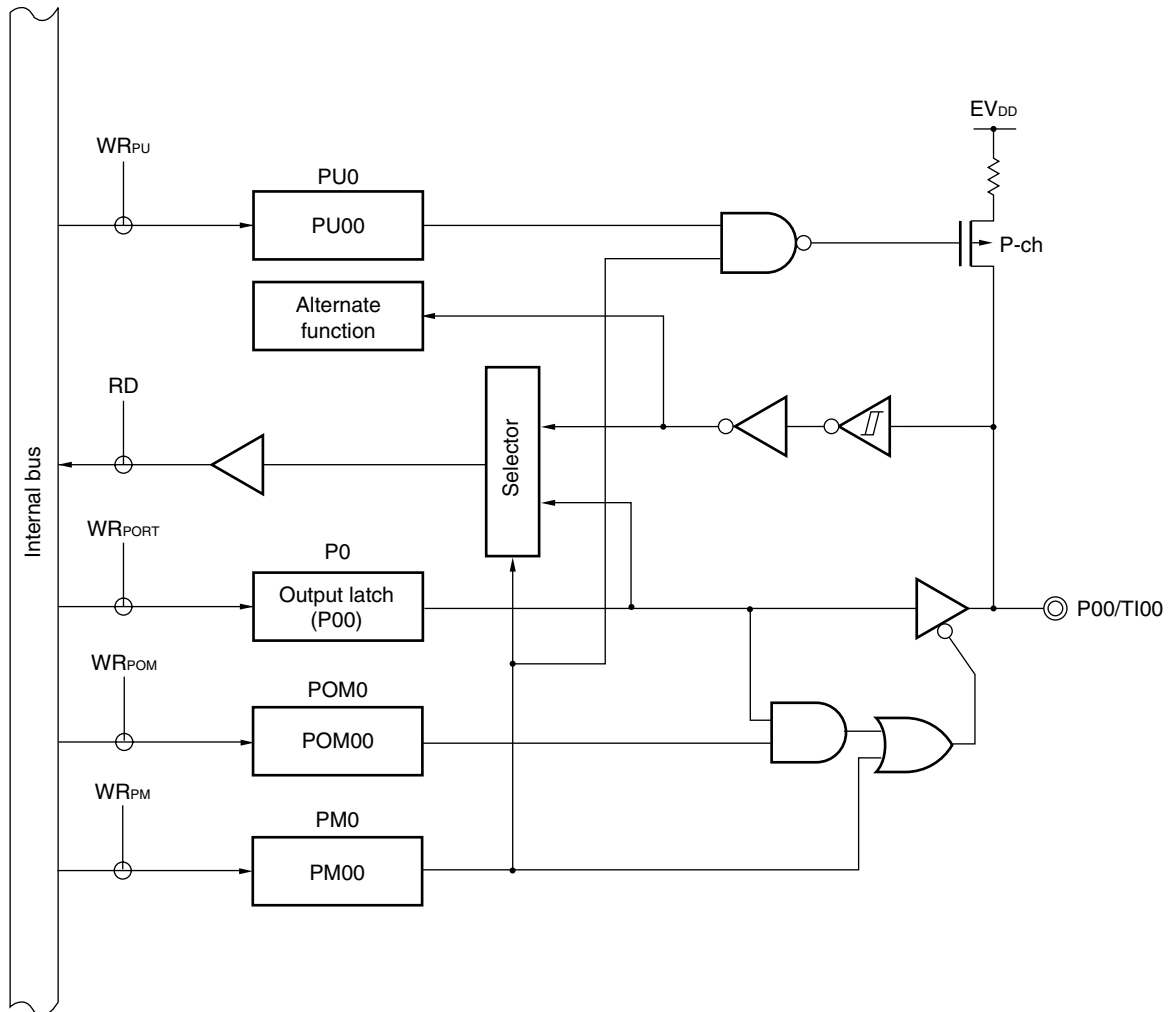 EVDD
WRPU
PU0
PU00
P-ch
Alternate
function
RD
Selector
Internal bus
WRPORT
P0
Output latch
(P00)
P00/TI00
WRPOM
POM0
POM00
WRPM
PM0
PM00